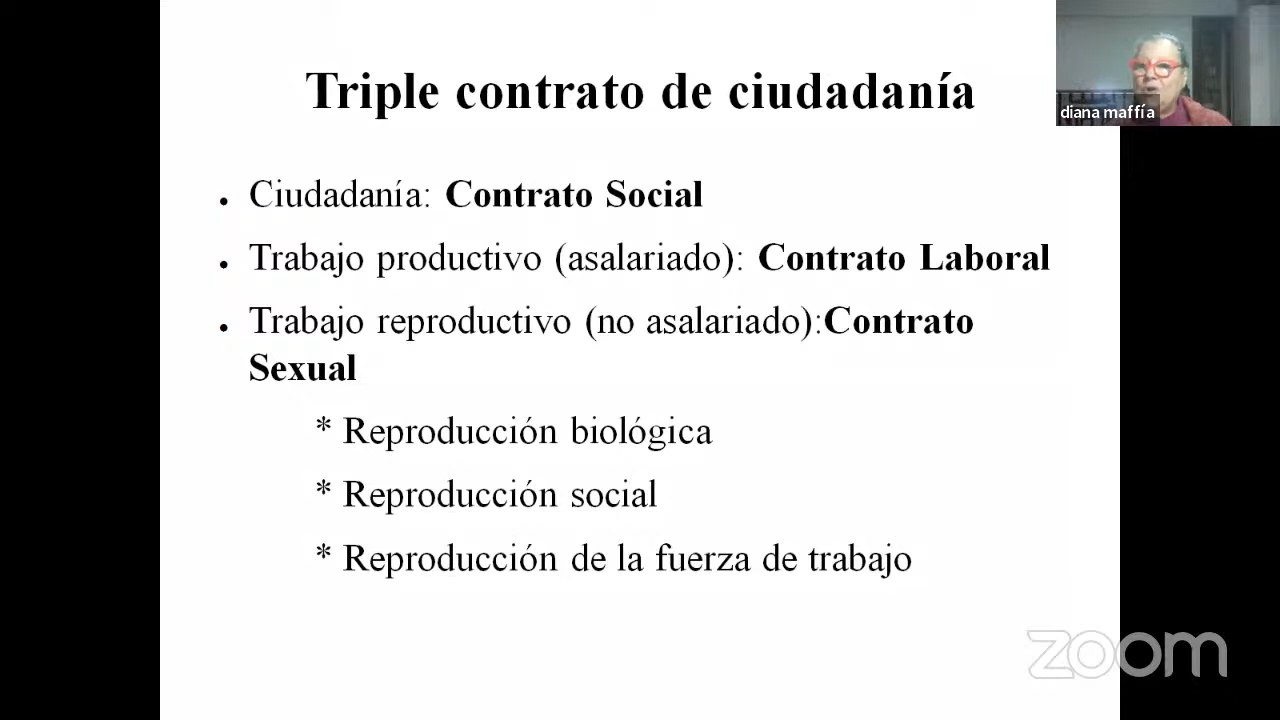 Triple contrato de ciudadanía
diana maffía
• Ciudadanía: Contrato Social
• Trabajo productivo (asalariado): Contrato Laboral
• Trabajo reproductivo (no asalariado):Contrato
Sexual
* Reproducción biológica
* Reproducción social
* Reproducción de la fuerza de trabajo
zoom